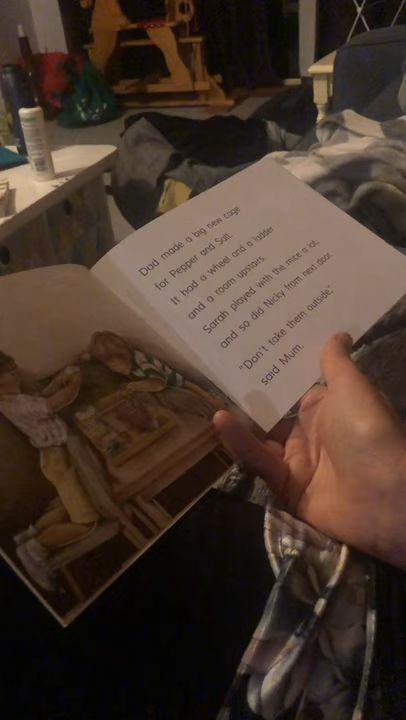 Dad made a big new cage
for Pepper and Salt.
It had a wheel and a ladder
and a room upstairs.
Sarah played with the mice a lot,
and so did Nicky from next door.
"Don't take them outside,"
said Mum.